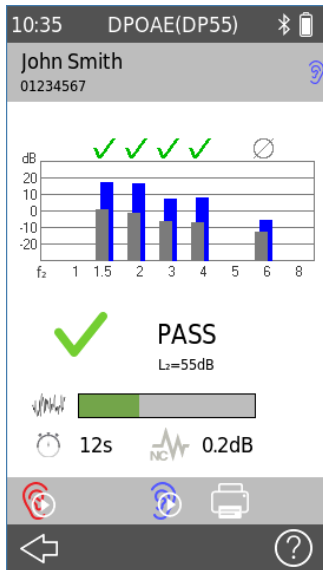 10:35 DPOAE(DP55)
John Smith
01234567
dB
20
10
0
-10
-20
f₂ 1 1.5 2 3 4 5 6 8
PASS
L₂=55dB
12s NC 0.2dB
?